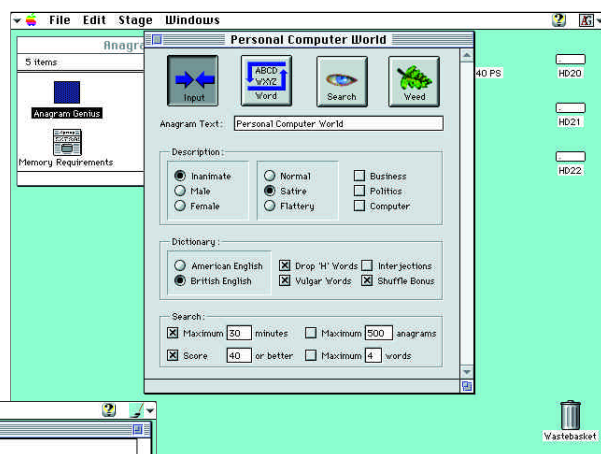 File Edit Stage Windows
Anagra
5 items
Anagram Genius
Memory Requirements
Personal Computer World
Input
ABCD
WXYZ
Word
Search
Weed
Anagram Text: Personal Computer World
Description:
Inanimate Normal Business
Male Satire Politics
Female Flattery Computer
Dictionary:
American English Drop 'H' Words Interjections
British English Vulgar Words Shuffle Bonus
Search:
Maximum 30 minutes Maximum 500 anagrams
Score 40 or better Maximum 4 words
40 PS
HD20
HD21
HD22
Wastebasket